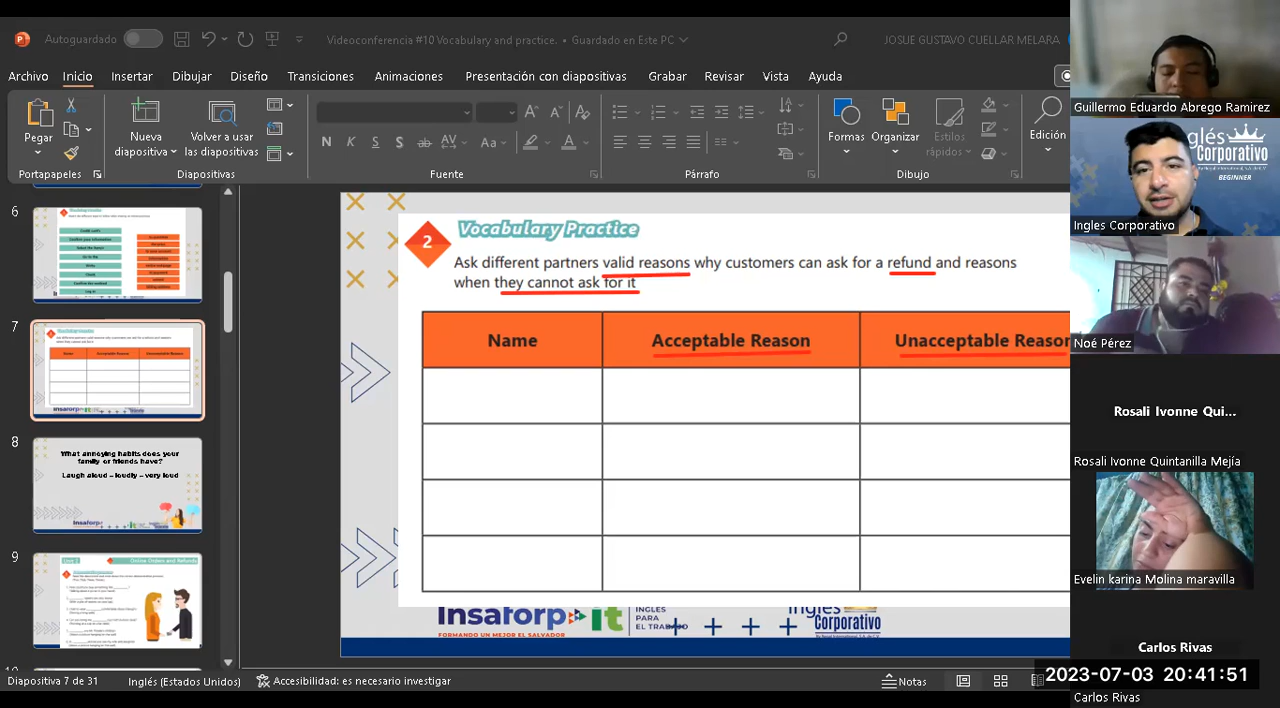 Autoguardado
Videoconferencia #10 Vocabulary and practice. • Guardado en Este PC
JOSUE GUSTAVO CUELLAR MELARA
Archivo Inicio Insertar Dibujar Diseño Transiciones Animaciones Presentación con diapositivas Grabar Revisar Vista Ayuda
Pegar
Nueva diapositiva
Volver a usar las diapositivas
N K S S ab AV Aa A
Formas
Organizar
Estilos rápidos
Edición
Portapapeles Diapositivas Fuente Párrafo Dibujo
6
7
8
What annoying habits does your
family or friends have?
Laugh aloud – loudly – very loud
9
Online Orders and Refunds
2
Vocabulary Practice
Ask different partners valid reasons why customers can ask for a refund and reasons
when they cannot ask for it
Name Acceptable Reason Unacceptable Reason
insaforp it
FORMANDO UN MEJOR EL SALVADOR
INGLES
PARA
EL TRABAJO
Inglés
Corporativo
Guillermo Eduardo Abrego Ramirez
glés
Corporativo
BEGINNER
Ingles Corporativo
Noé Pérez
Rosali Ivonne Qui...
Rosali Ivonne Quintanilla Mejía
Evelin karina Molina maradilla
Carlos Rivas
2023-07-03 20:41:51
Carlos Rivas
Diapositiva 7 de 31 Inglés (Estados Unidos) Accesibilidad: es necesario investigar Notas